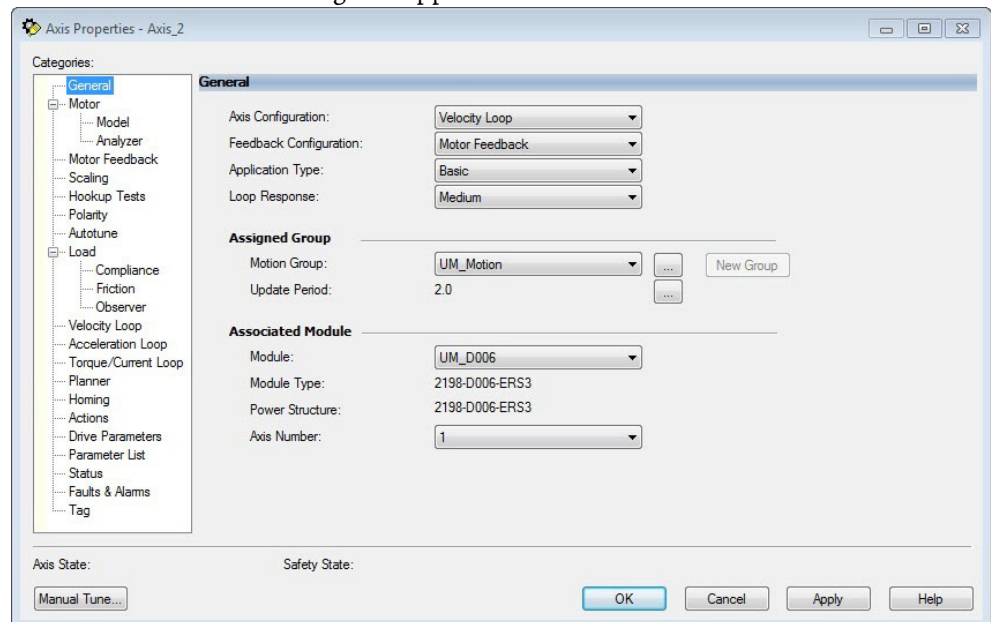 Axis Properties - Axis_2
Categories:
General
Motor
Model
Analyzer
Motor Feedback
Scaling
Hookup Tests
Polarity
Autotune
Load
Compliance
Friction
Observer
Velocity Loop
Acceleration Loop
Torque/Current Loop
Planner
Homing
Actions
Drive Parameters
Parameter List
Status
Faults & Alarms
Tag
General
Axis Configuration: Velocity Loop
Feedback Configuration: Motor Feedback
Application Type: Basic
Loop Response: Medium
Assigned Group
Motion Group: UM_Motion ... New Group
Update Period: 2.0 ...
Associated Module
Module: UM_D006
Module Type: 2198-D006-ERS3
Power Structure: 2198-D006-ERS3
Axis Number: 1
Axis State: Safety State:
Manual Tune... OK Cancel Apply Help